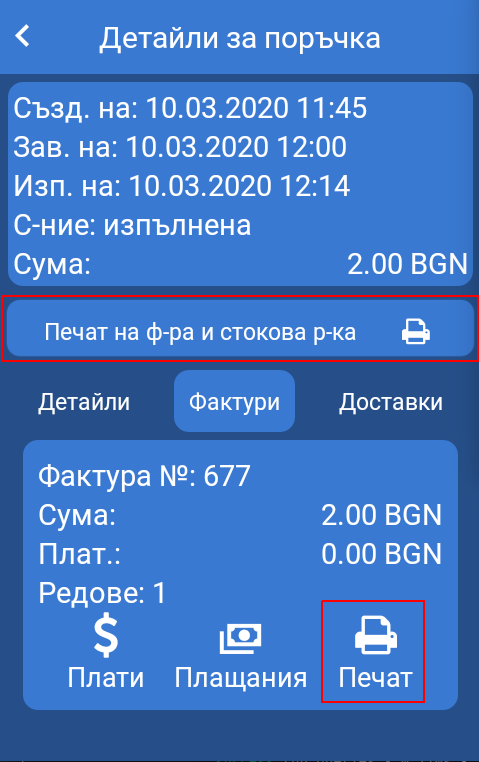 Детайли за поръчка
Създ. на: 10.03.2020 11:45
Зав. на: 10.03.2020 12:00
Изп. на: 10.03.2020 12:14
С-ние: изпълнена
Сума: 2.00 BGN
Печат на ф-ра и стокова р-ка
Детайли Фактури Доставки
Фактура №: 677
Сума: 2.00 BGN
Плат.: 0.00 BGN
Редове: 1
Плати Плащания Печат